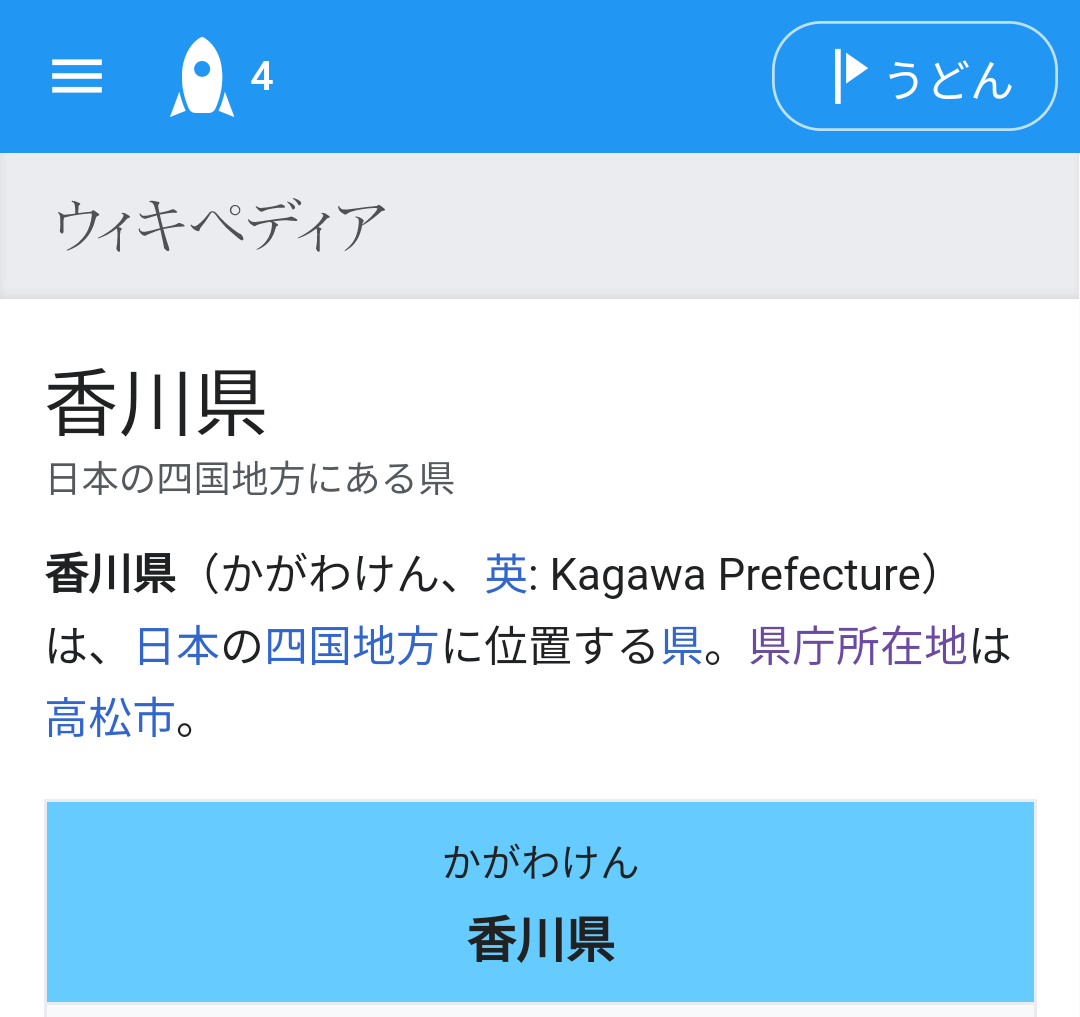 4
うどん
ウィキペディア
香川県
日本の四国地方にある県
香川県（かがわけん、英: Kagawa Prefecture）
は、日本の四国地方に位置する県。県庁所在地は
高松市。
かがわけん
香川県